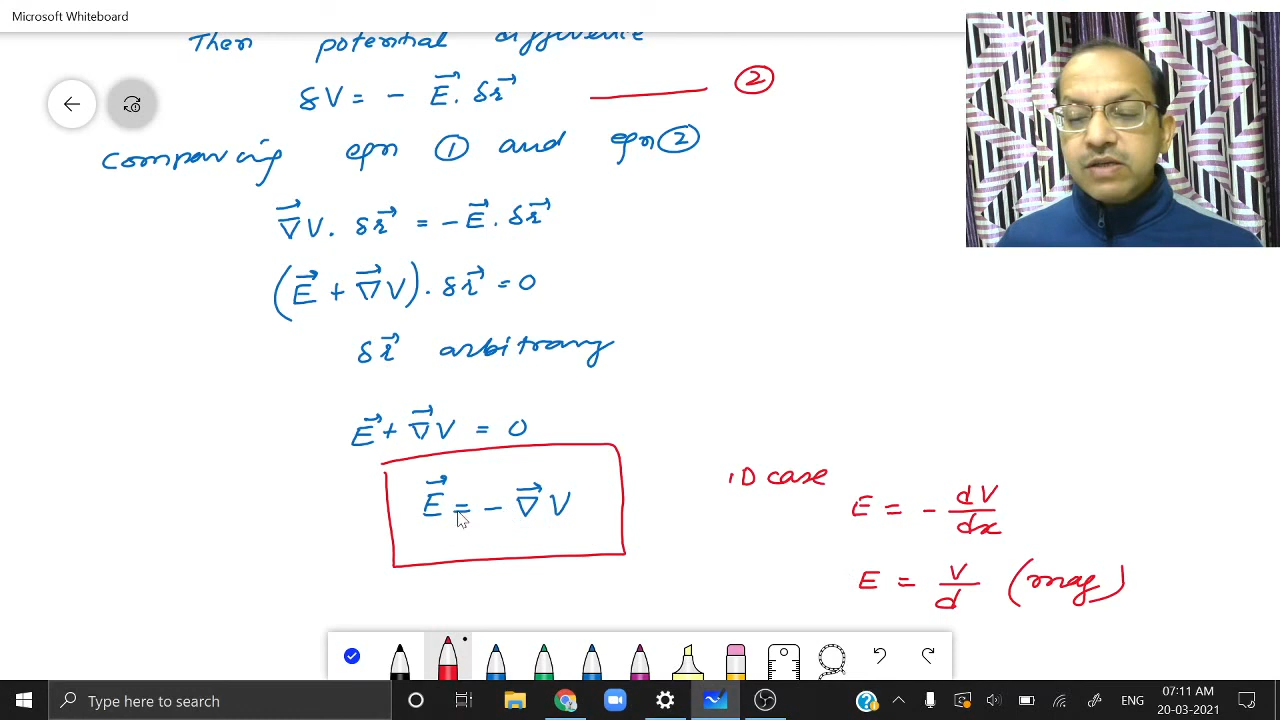 Microsoft Whiteboard
Then potential difference
δV = - E⃗. δr⃗ ——— ②
comparing eqn ① and eqn ②
∇⃗V. δr⃗ = - E⃗. δr⃗
(E⃗ + ∇⃗V). δr⃗ = 0
δr⃗ arbitrary
E⃗ + ∇⃗V = 0
E⃗ = - ∇⃗V
1D case
E = - dV/dx
E = V/d (mag)
Type here to search
ENG
07:11 AM
20-03-2021